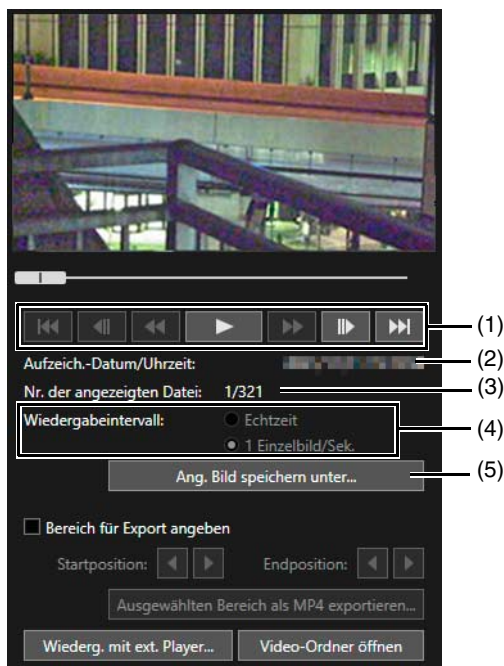 (1)
Aufzeich.-Datum/Uhrzeit: (2)
Nr. der angezeigten Datei: 1/321 (3)
Wiedergabeintervall: Echtzeit (4)
1 Einzelbild/Sek.
Ang. Bild speichern unter... (5)
Bereich für Export angeben
Startposition: Endposition:
Ausgewählten Bereich als MP4 exportieren...
Wiederg. mit ext. Player... Video-Ordner öffnen